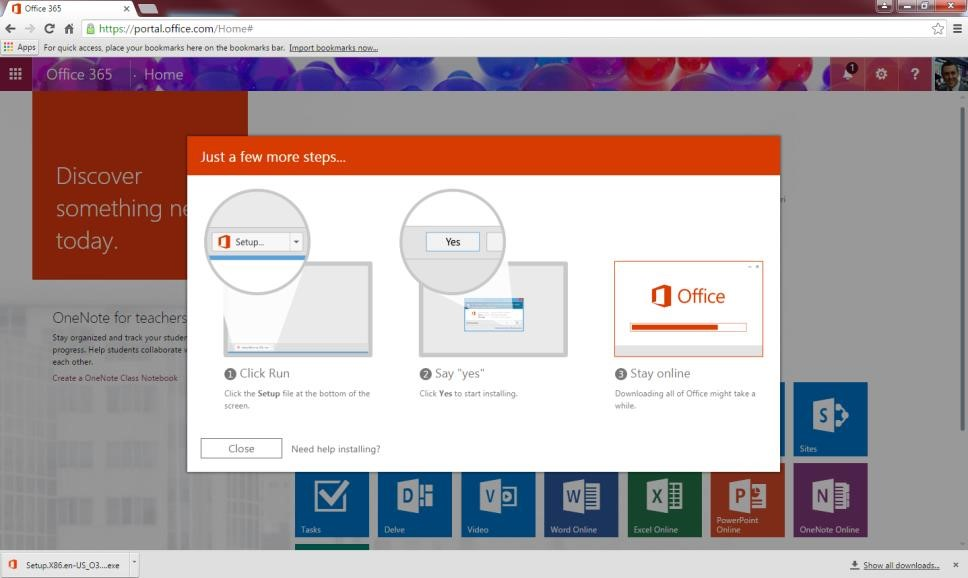 Office 365
https://portal.office.com/Home#
Apps For quick access, place your bookmarks here on the bookmarks bar. Import bookmarks now...
Office 365 Home 1 ?
Discover
something ne
today.
OneNote for teachers
Stay organized and track your studen
progress. Help students collaborate w
each other.
Create a OneNote Class Notebook
Just a few more steps...
Setup...
Yes
Office
1 Click Run
Click the Setup file at the bottom of the
screen.
2 Say "yes"
Click Yes to start installing.
3 Stay online
Downloading all of Office might take a
while.
Close Need help installing?
Sites
Tasks
Delve
Video
Word Online
Excel Online
PowerPoint
Online
OneNote Online
Setup.X86.en-US_O3....exe
Show all downloads...